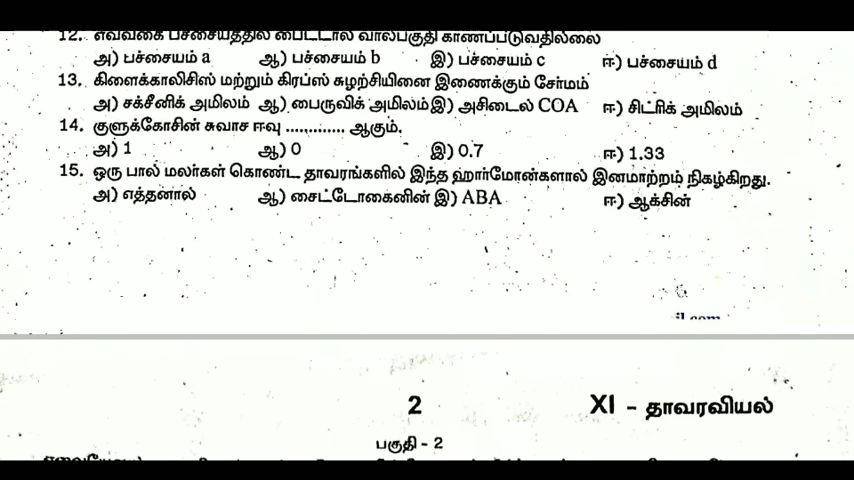 12. எவ்வகை பச்சையத்தில் பைட்டால் வால்பகுதி காணப்படுவதில்லை
அ) பச்சையம் a ஆ) பச்சையம் b இ) பச்சையம் c ஈ) பச்சையம் d
13. கிளைக்காலிசிஸ் மற்றும் கிரப்ஸ் சுழற்சியினை இணைக்கும் சேர்மம்
அ) சக்சீனிக் அமிலம் ஆ) பைருவிக் அமிலம் இ) அசிடைல் COA ஈ) சிட்ரிக் அமிலம்
14. குளுக்கோசின் சுவாச ஈவு ............. ஆகும்.
அ) 1 ஆ) 0 இ) 0.7 ஈ) 1.33
15. ஒரு பால் மலர்கள் கொண்ட தாவரங்களில் இந்த ஹார்மோன்களால் இனமாற்றம் நிகழ்கிறது.
அ) எத்தனால் ஆ) சைட்டோகைனின் இ) ABA ஈ) ஆக்சின்
2 XI - தாவரவியல்
பகுதி - 2